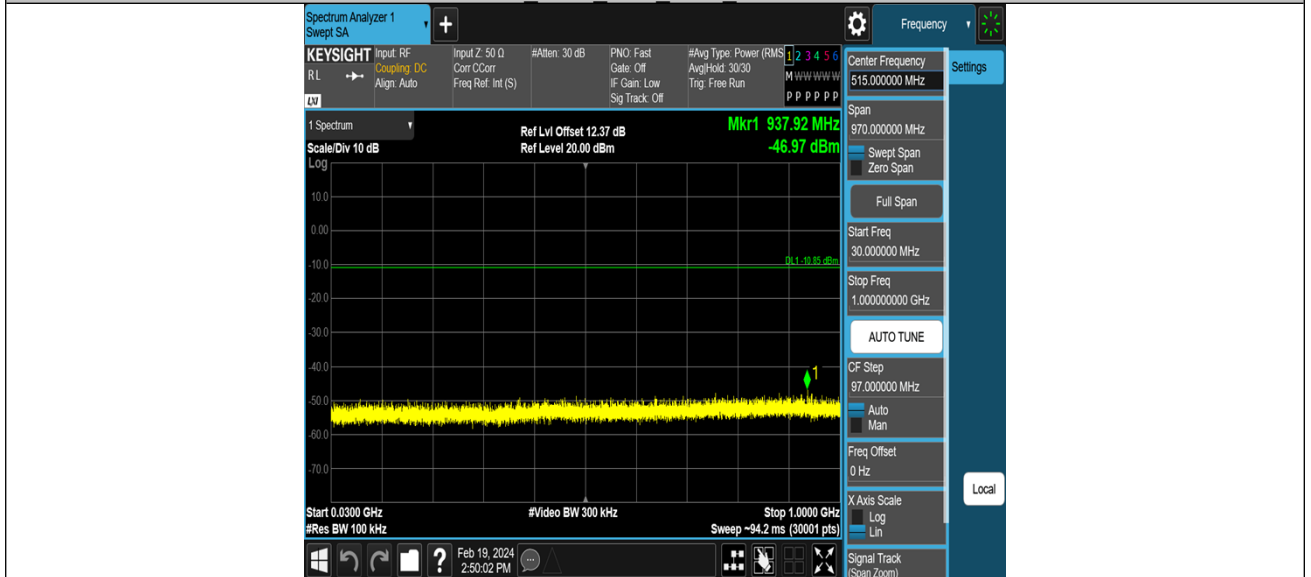 Spectrum Analyzer 1
Swept SA
+
Frequency
KEYSIGHT
RL
LXI
Input: RF
Coupling: DC
Align: Auto
Input Z: 50 Ω
Corr CCorr
Freq Ref: Int (S)
#Atten: 30 dB
PNO: Fast
Gate: Off
IF Gain: Low
Sig Track: Off
#Avg Type: Power (RMS
Avg|Hold: 30/30
Trig: Free Run
1 2 3 4 5 6
M W W W W W
P P P P P P
1 Spectrum
Scale/Div 10 dB
Log
Ref Lvl Offset 12.37 dB
Ref Level 20.00 dBm
Mkr1 937.92 MHz
-46.97 dBm
10.0
0.00
-10.0
-20.0
-30.0
-40.0
-50.0
-60.0
-70.0
DL1 -10.85 dBm
1
Start 0.0300 GHz
#Res BW 100 kHz
#Video BW 300 kHz
Stop 1.0000 GHz
Sweep ~94.2 ms (30001 pts)
?
Feb 19, 2024
2:50:02 PM
Center Frequency
515.000000 MHz
Span
970.000000 MHz
Swept Span
Zero Span
Full Span
Start Freq
30.000000 MHz
Stop Freq
1.000000000 GHz
AUTO TUNE
CF Step
97.000000 MHz
Auto
Man
Freq Offset
0 Hz
X Axis Scale
Log
Lin
Signal Track
(Span Zoom)
Settings
Local